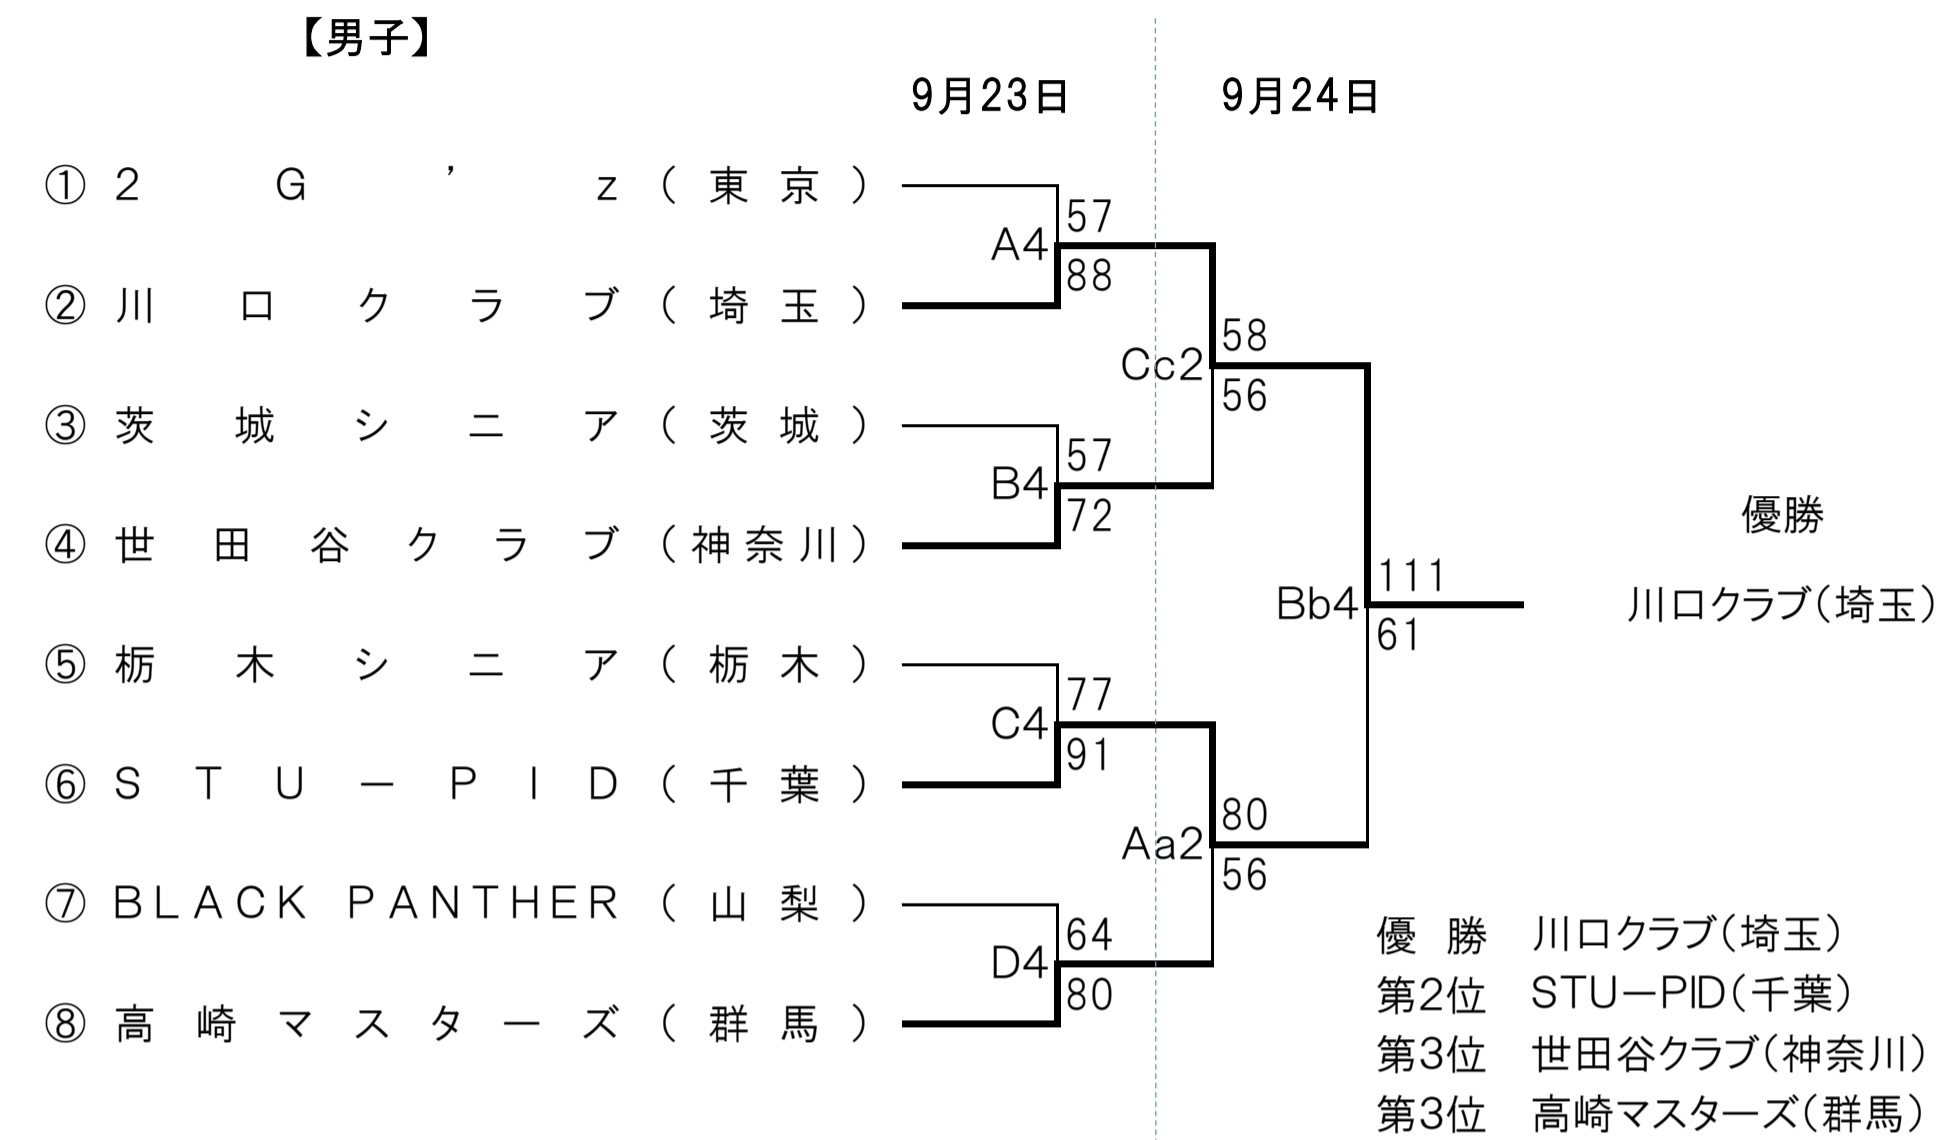 【男子】
9月23日 9月24日
① 2G’z(東京)
57
A4
88
② 川口クラブ(埼玉)
58
Cc2
56
③ 茨城シニア(茨城)
57
B4
72
④ 世田谷クラブ(神奈川)
優勝
111
Bb4 川口クラブ(埼玉)
61
⑤ 栃木シニア(栃木)
77
C4
91
⑥ STU－PID(千葉)
80
Aa2
56
⑦ BLACK PANTHER(山梨)
64
D4
80
⑧ 高崎マスターズ(群馬)
優勝 川口クラブ(埼玉)
第2位 STU－PID(千葉)
第3位 世田谷クラブ(神奈川)
第3位 高崎マスターズ(群馬)